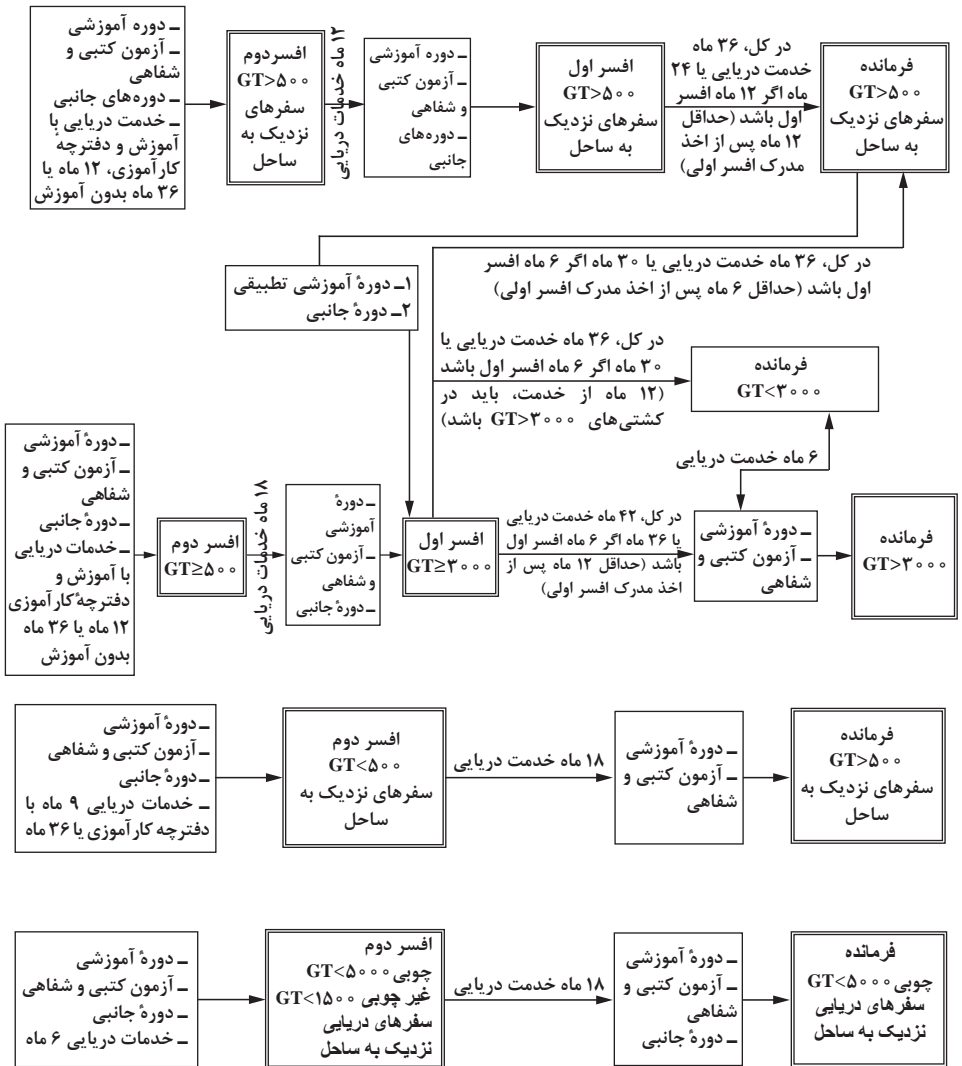 ـ دوره آموزشی
ـ آزمون کتبی و
شفاهی
ـ دوره‌های جانبی
ـ خدمت دریایی با
آموزش و دفترچهٔ
کارآموزی، ۱۲ ماه یا
۳۶ ماه بدون آموزش
افسر دوم
GT>۵۰۰
سفرهای
نزدیک به
ساحل
۱۲ ماه خدمات دریایی
ـ دوره آموزشی
ـ آزمون کتبی
و شفاهی
ـ دوره‌های
جانبی
افسر اول
GT>۵۰۰
سفرهای نزدیک
به ساحل
در کل، ۳۶ ماه
خدمت دریایی یا ۲۴
ماه اگر ۱۲ ماه افسر
اول باشد (حداقل
۱۲ ماه پس از اخذ
مدرک افسر اولی)
فرمانده
GT>۵۰۰
سفرهای نزدیک
به ساحل
۱ـ دورهٔ آموزشی تطبیقی
۲ـ دورهٔ جانبی
در کل، ۳۶ ماه خدمت دریایی یا ۳۰ ماه اگر ۶ ماه افسر
اول باشد (حداقل ۶ ماه پس از اخذ مدرک افسر اولی)
در کل، ۳۶ ماه خدمت دریایی یا
۳۰ ماه اگر ۶ ماه افسر اول باشد
(۱۲ ماه از خدمت، باید در
کشتی‌های GT>۳۰۰۰ باشد)
فرمانده
GT<۳۰۰۰
۶ ماه خدمت دریایی
ـ دورهٔ آموزشی
ـ آزمون کتبی و
شفاهی
ـ دورهٔ جانبی
ـ خدمات دریایی
با آموزش و
دفترچهٔ کارآموزی
۱۲ ماه یا ۳۶ ماه
بدون آموزش
افسر دوم
GT≥۵۰۰
۱۸ ماه خدمات دریایی
ـ دورهٔ
آموزشی
ـ آزمون کتبی
و شفاهی
ـ دورهٔ جانبی
افسر اول
GT≥۳۰۰۰
در کل، ۴۲ ماه خدمت دریایی
یا ۳۶ ماه اگر ۶ ماه افسر اول
باشد (حداقل ۱۲ ماه پس از
اخذ مدرک افسر اولی)
ـ دورهٔ آموزشی
ـ آزمون کتبی و
شفاهی
فرمانده
GT>۳۰۰۰
ـ دورهٔ آموزشی
ـ آزمون کتبی و شفاهی
ـ دورهٔ جانبی
ـ خدمات دریایی ۹ ماه با
دفترچه کارآموزی یا ۳۶ ماه
افسر دوم
GT<۵۰۰
سفرهای نزدیک به
ساحل
۱۸ ماه خدمت دریایی
ـ دورهٔ آموزشی
ـ آزمون کتبی و
شفاهی
فرمانده
GT>۵۰۰
سفرهای نزدیک به
ساحل
ـ دورهٔ آموزشی
ـ آزمون کتبی و شفاهی
ـ دورهٔ جانبی
ـ خدمات دریایی ۶ ماه
افسر دوم
چوبی GT<۵۰۰۰
غیر چوبی GT<۱۵۰۰
سفرهای دریایی
نزدیک به ساحل
۱۸ ماه خدمت دریایی
ـ دورهٔ آموزشی
ـ آزمون کتبی و
شفاهی
ـ دورهٔ جانبی
فرمانده
چوبی GT<۵۰۰۰
سفرهای دریایی
نزدیک به ساحل